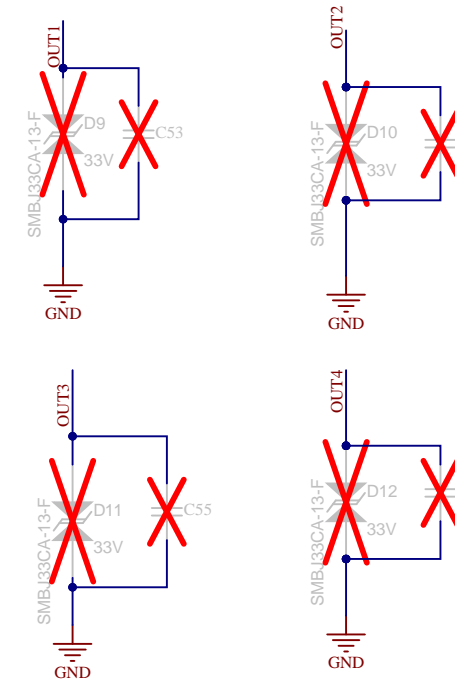 OUT1
D9
C53
SMBJ33CA-13-F
33V
GND
OUT2
D10
SMBJ33CA-13-F
33V
GND
OUT3
D11
C55
SMBJ33CA-13-F
33V
GND
OUT4
D12
SMBJ33CA-13-F
33V
GND